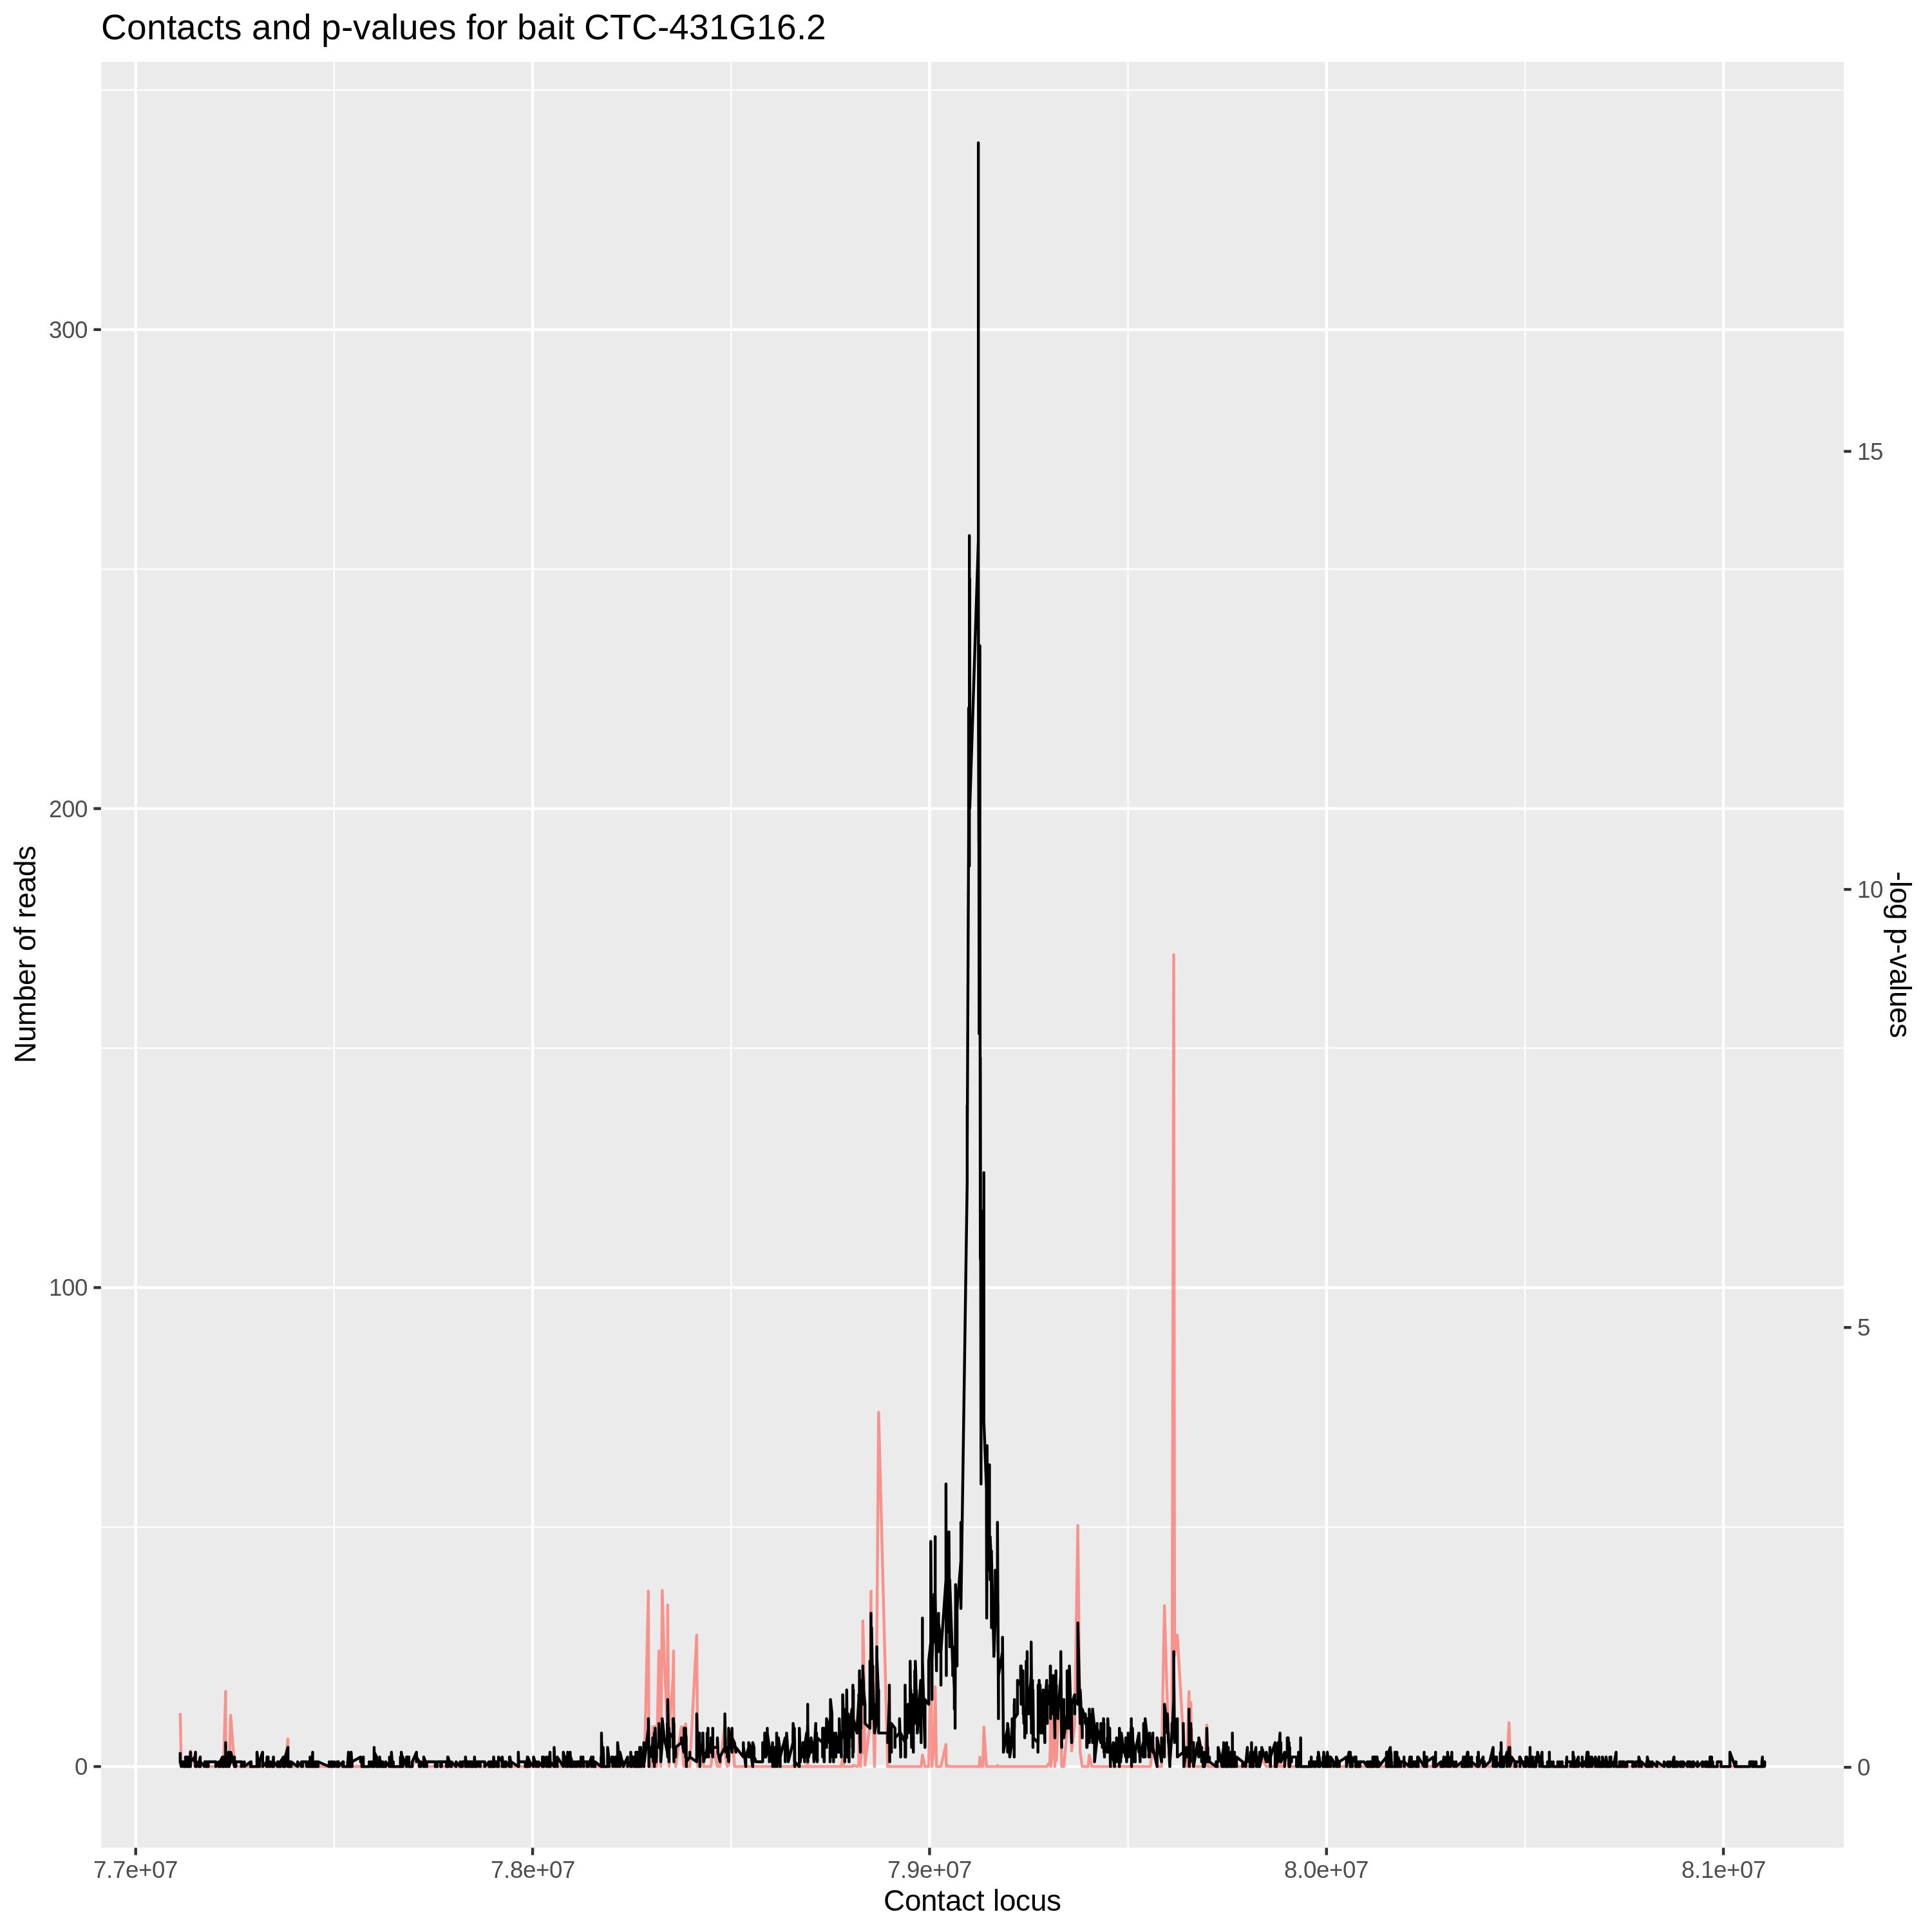 Contacts and p-values for bait CTC-431G16.2
Number of reads
300
200
100
0
15
10
5
0
-log p-values
7.7e+07 7.8e+07 7.9e+07 8.0e+07 8.1e+07
Contact locus